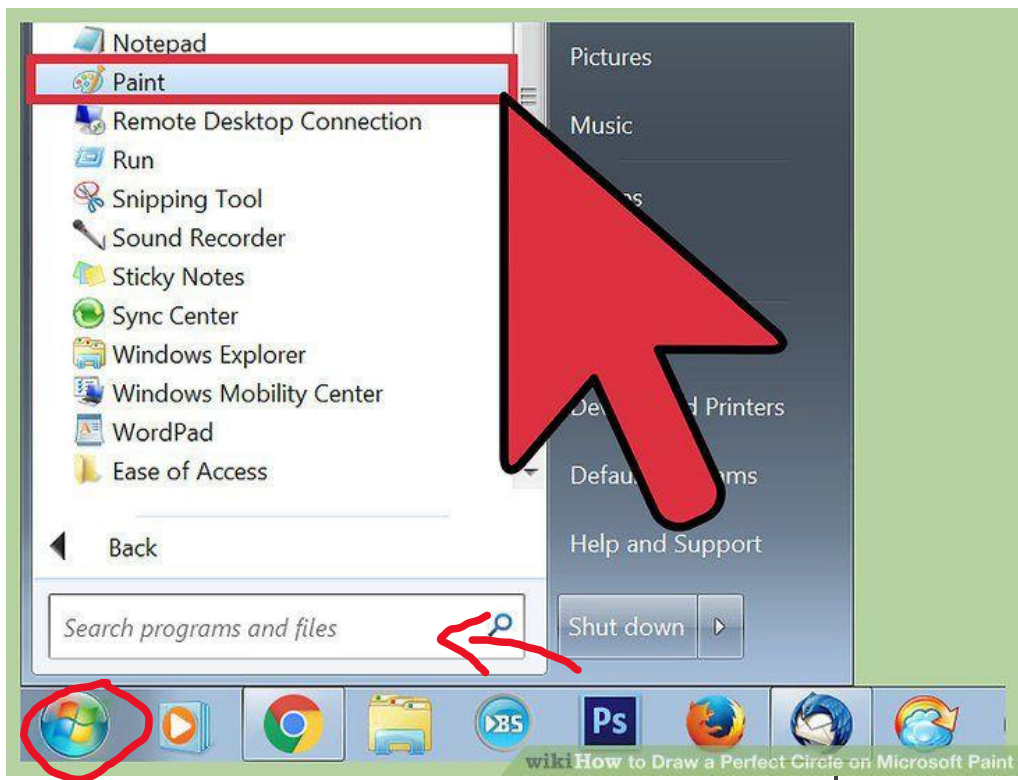 Notepad
Paint
Remote Desktop Connection
Run
Snipping Tool
Sound Recorder
Sticky Notes
Sync Center
Windows Explorer
Windows Mobility Center
WordPad
Ease of Access
Back
Search programs and files
Pictures
Music
Printers
Help and Support
Shut down
BS
Ps
wikiHow to Draw a Perfect Circle on Microsoft Paint